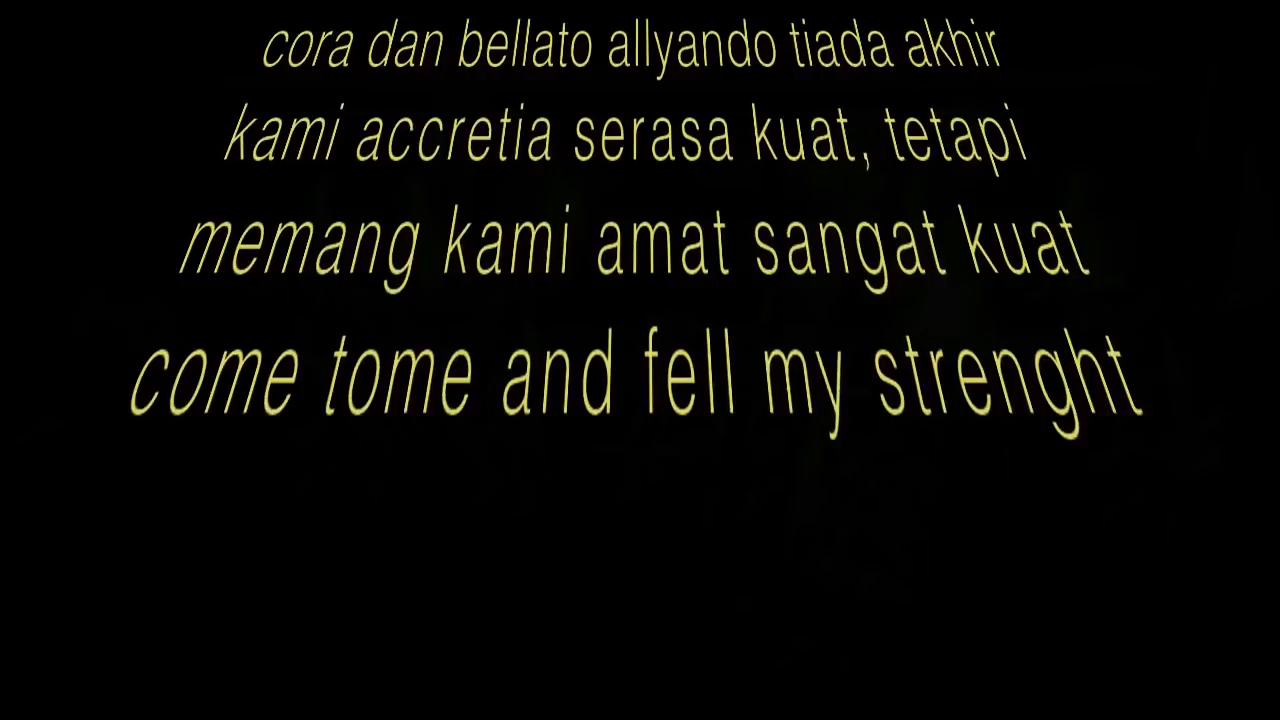 cora dan bellato allyando tiada akhir
kami accretia serasa kuat, tetapi
memang kami amat sangat kuat
come tome and fell my strenght